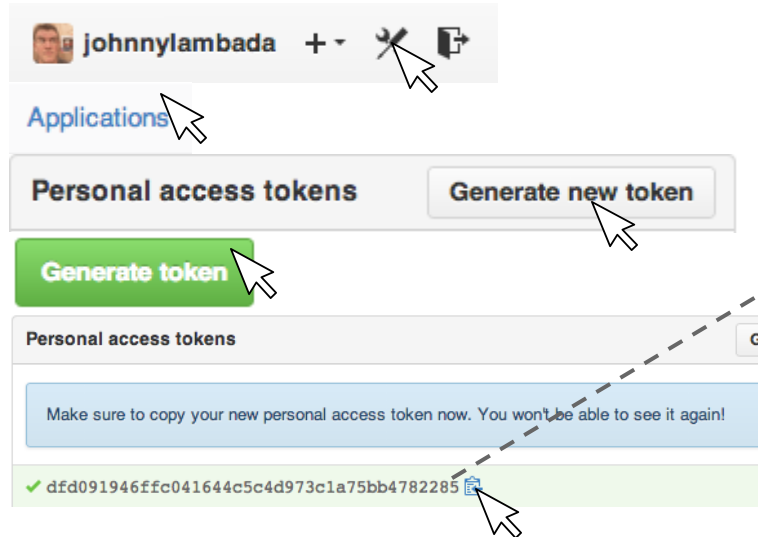 johnnylambada
Applications
Personal access tokens Generate new token
Generate token
Personal access tokens G
Make sure to copy your new personal access token now. You won't be able to see it again!
dfd091946ffc041644c5c4d973c1a75bb4782285